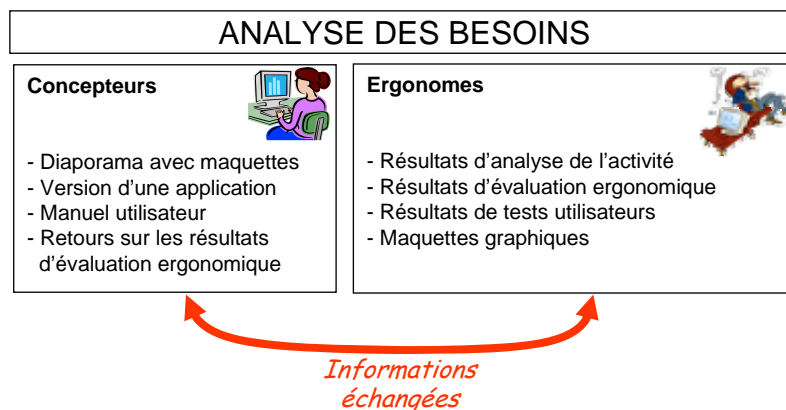 ANALYSE DES BESOINS
Concepteurs
- Diaporama avec maquettes
- Version d’une application
- Manuel utilisateur
- Retours sur les résultats
d’évaluation ergonomique
Ergonomes
- Résultats d’analyse de l’activité
- Résultats d’évaluation ergonomique
- Résultats de tests utilisateurs
- Maquettes graphiques
Informations
échangées